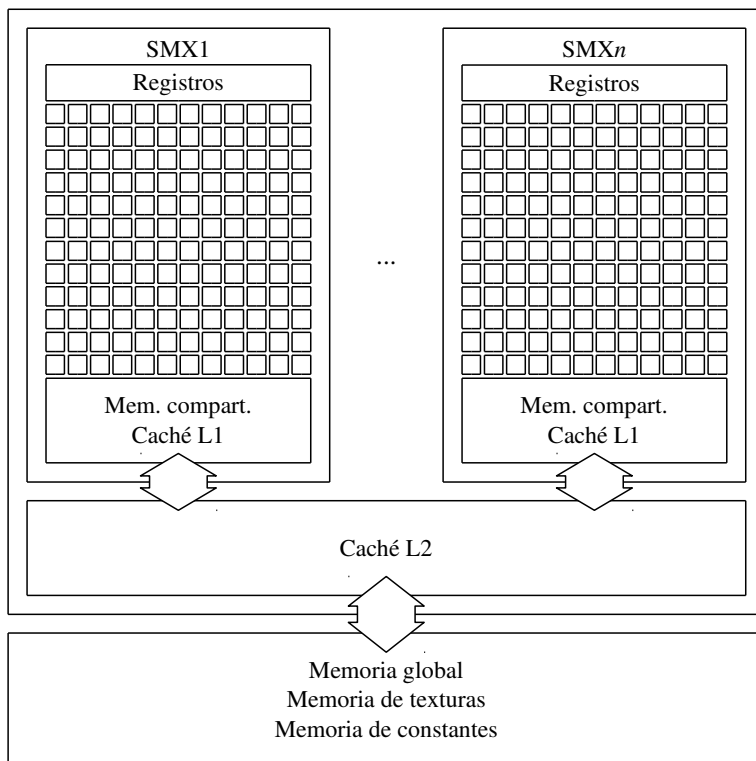 SMX1
Registros
Mem. compart.
Caché L1
...
SMXn
Registros
Mem. compart.
Caché L1
Caché L2
Memoria global
Memoria de texturas
Memoria de constantes